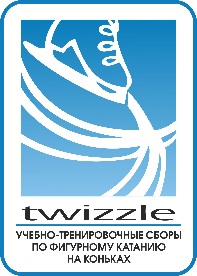 twizzle
УЧЕБНО-ТРЕНИРОВОЧНЫЕ СБОРЫ
ПО ФИГУРНОМУ КАТАНИЮ
НА КОНЬКАХ